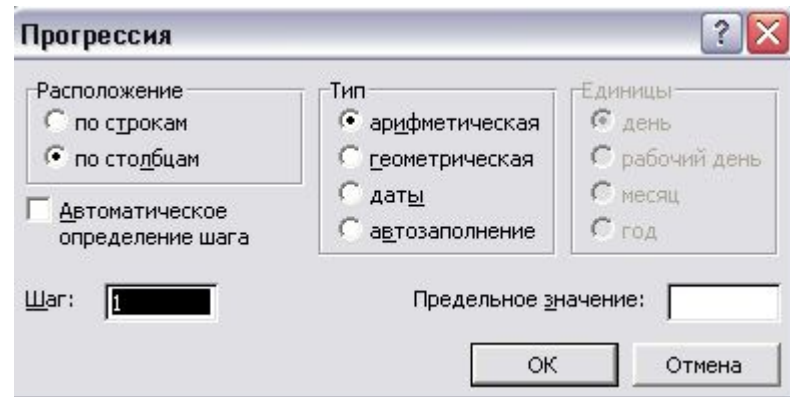 Прогрессия
Расположение
по строкам
по столбцам
Автоматическое
определение шага
Тип
арифметическая
геометрическая
даты
автозаполнение
Единицы
день
рабочий день
месяц
год
Шаг: 1
Предельное значение:
ОК
Отмена